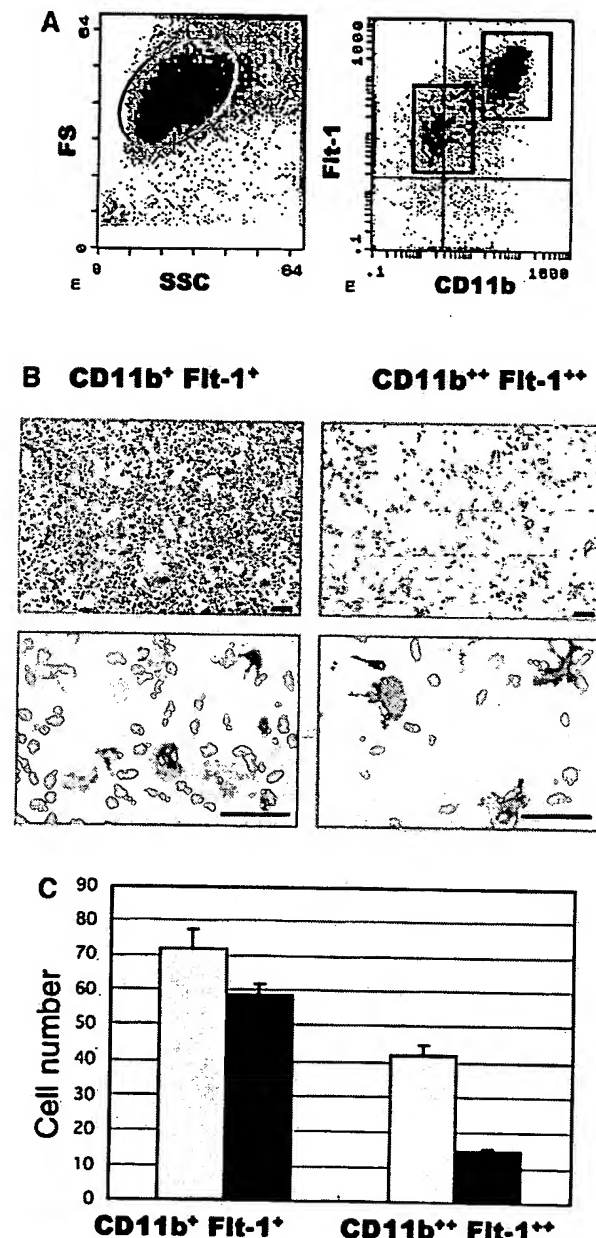 A
64
FS
0
E
0
SSC
64
1000
Flt-1
.1
E
.1
CD11b
1000
B CD11b⁺ Flt-1⁺ CD11b⁺⁺ Flt-1⁺⁺
C
90
80
70
60
50
40
30
20
10
0
Cell number
CD11b⁺ Flt-1⁺ CD11b⁺⁺ Flt-1⁺⁺